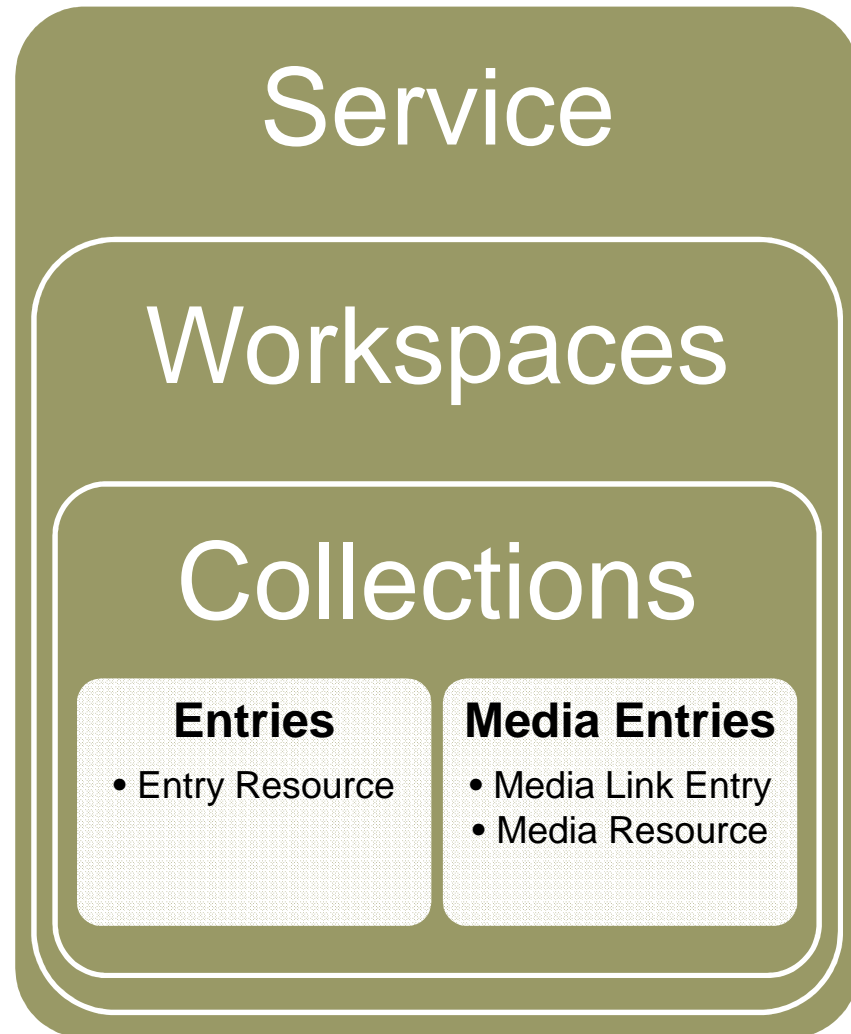 Service
Workspaces
Collections
Entries
• Entry Resource
Media Entries
• Media Link Entry
• Media Resource